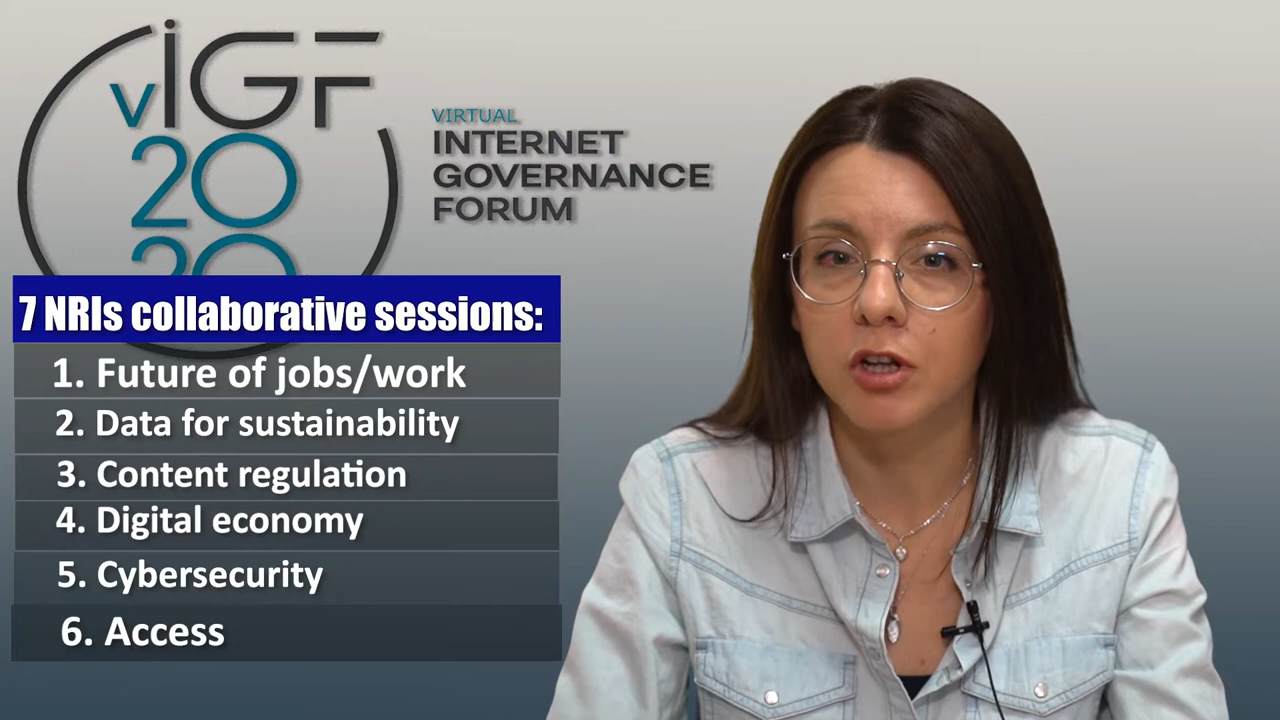 vIGF
20
20
VIRTUAL
INTERNET
GOVERNANCE
FORUM
7 NRIs collaborative sessions:
1. Future of jobs/work
2. Data for sustainability
3. Content regulation
4. Digital economy
5. Cybersecurity
6. Access